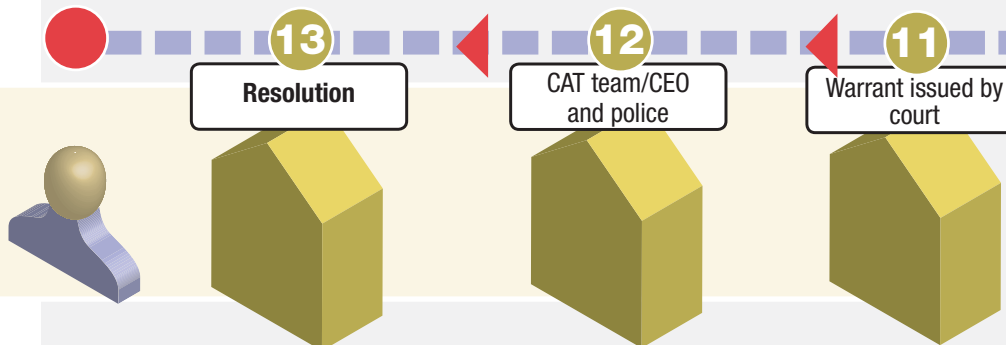 13
12
11
Resolution
CAT team/CEO
and police
Warrant issued by
court